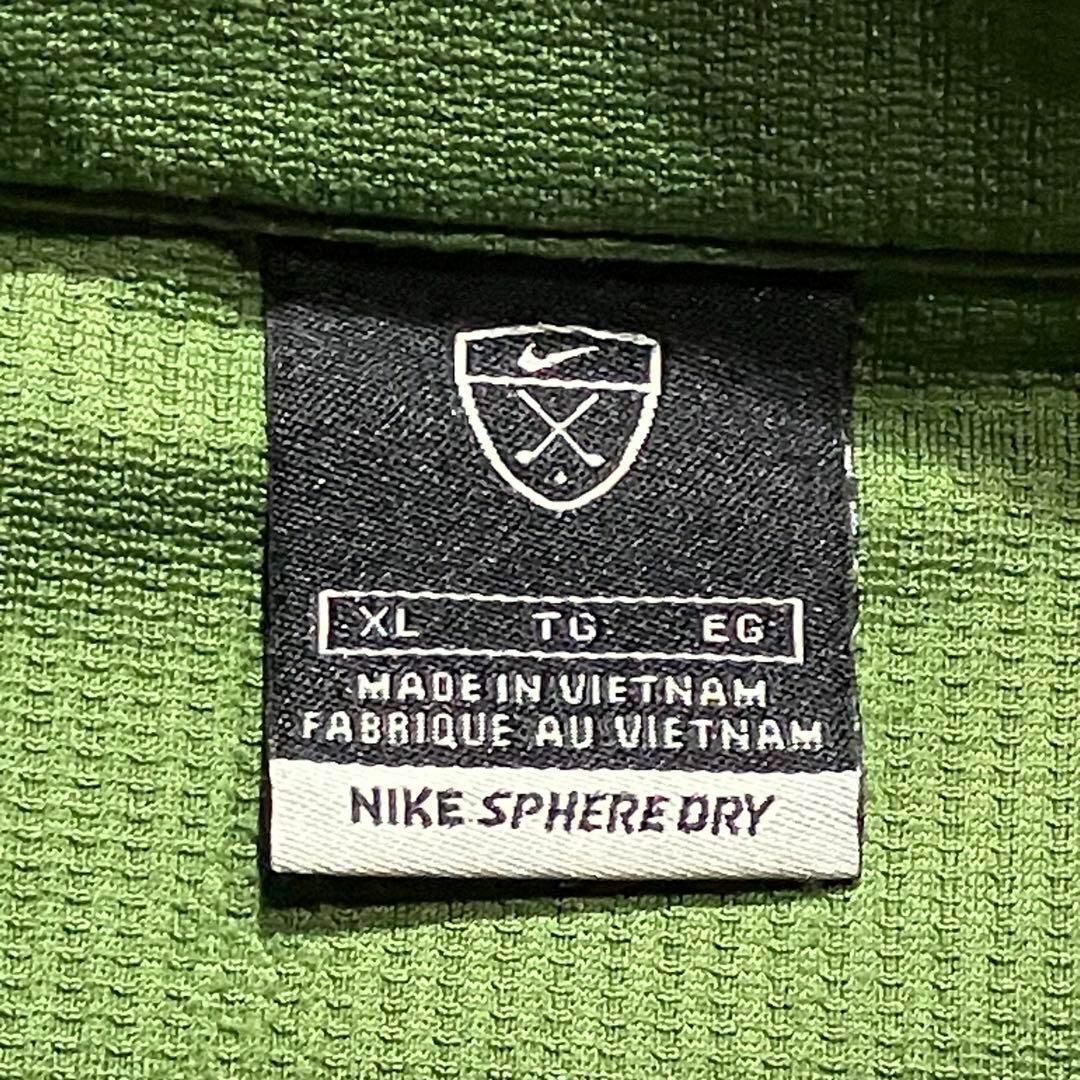 XL TG EG
MADE IN VIETNAM
FABRIQUE AU VIETNAM
NIKE SPHERE DRY